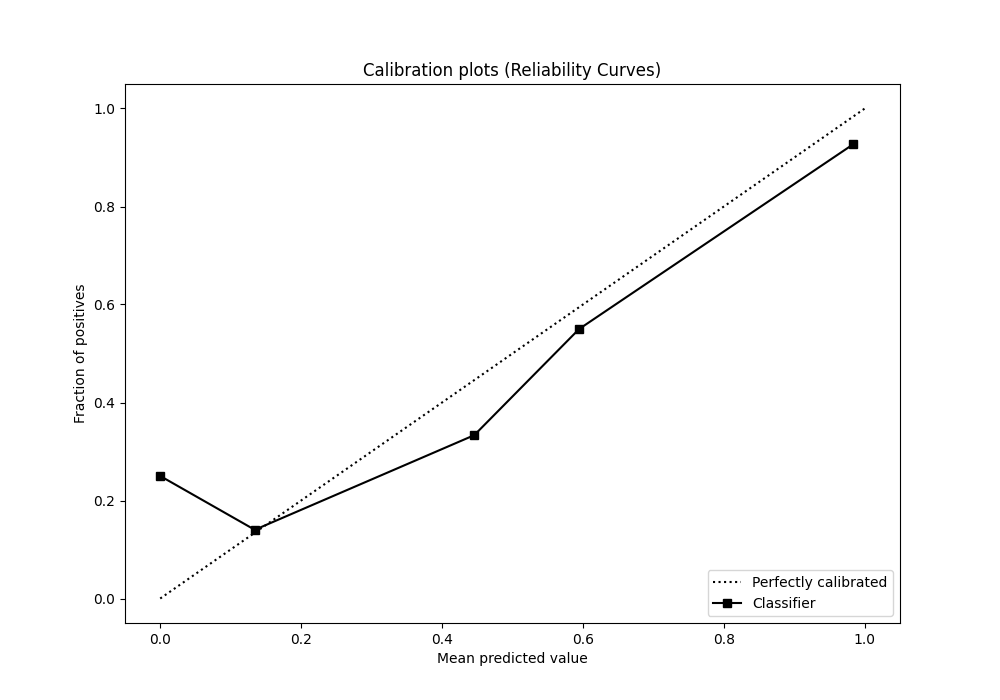 Calibration plots (Reliability Curves)
1.0
0.8
0.6
0.4
0.2
0.0
Fraction of positives
0.0 0.2 0.4 0.6 0.8 1.0
Mean predicted value
Perfectly calibrated
Classifier